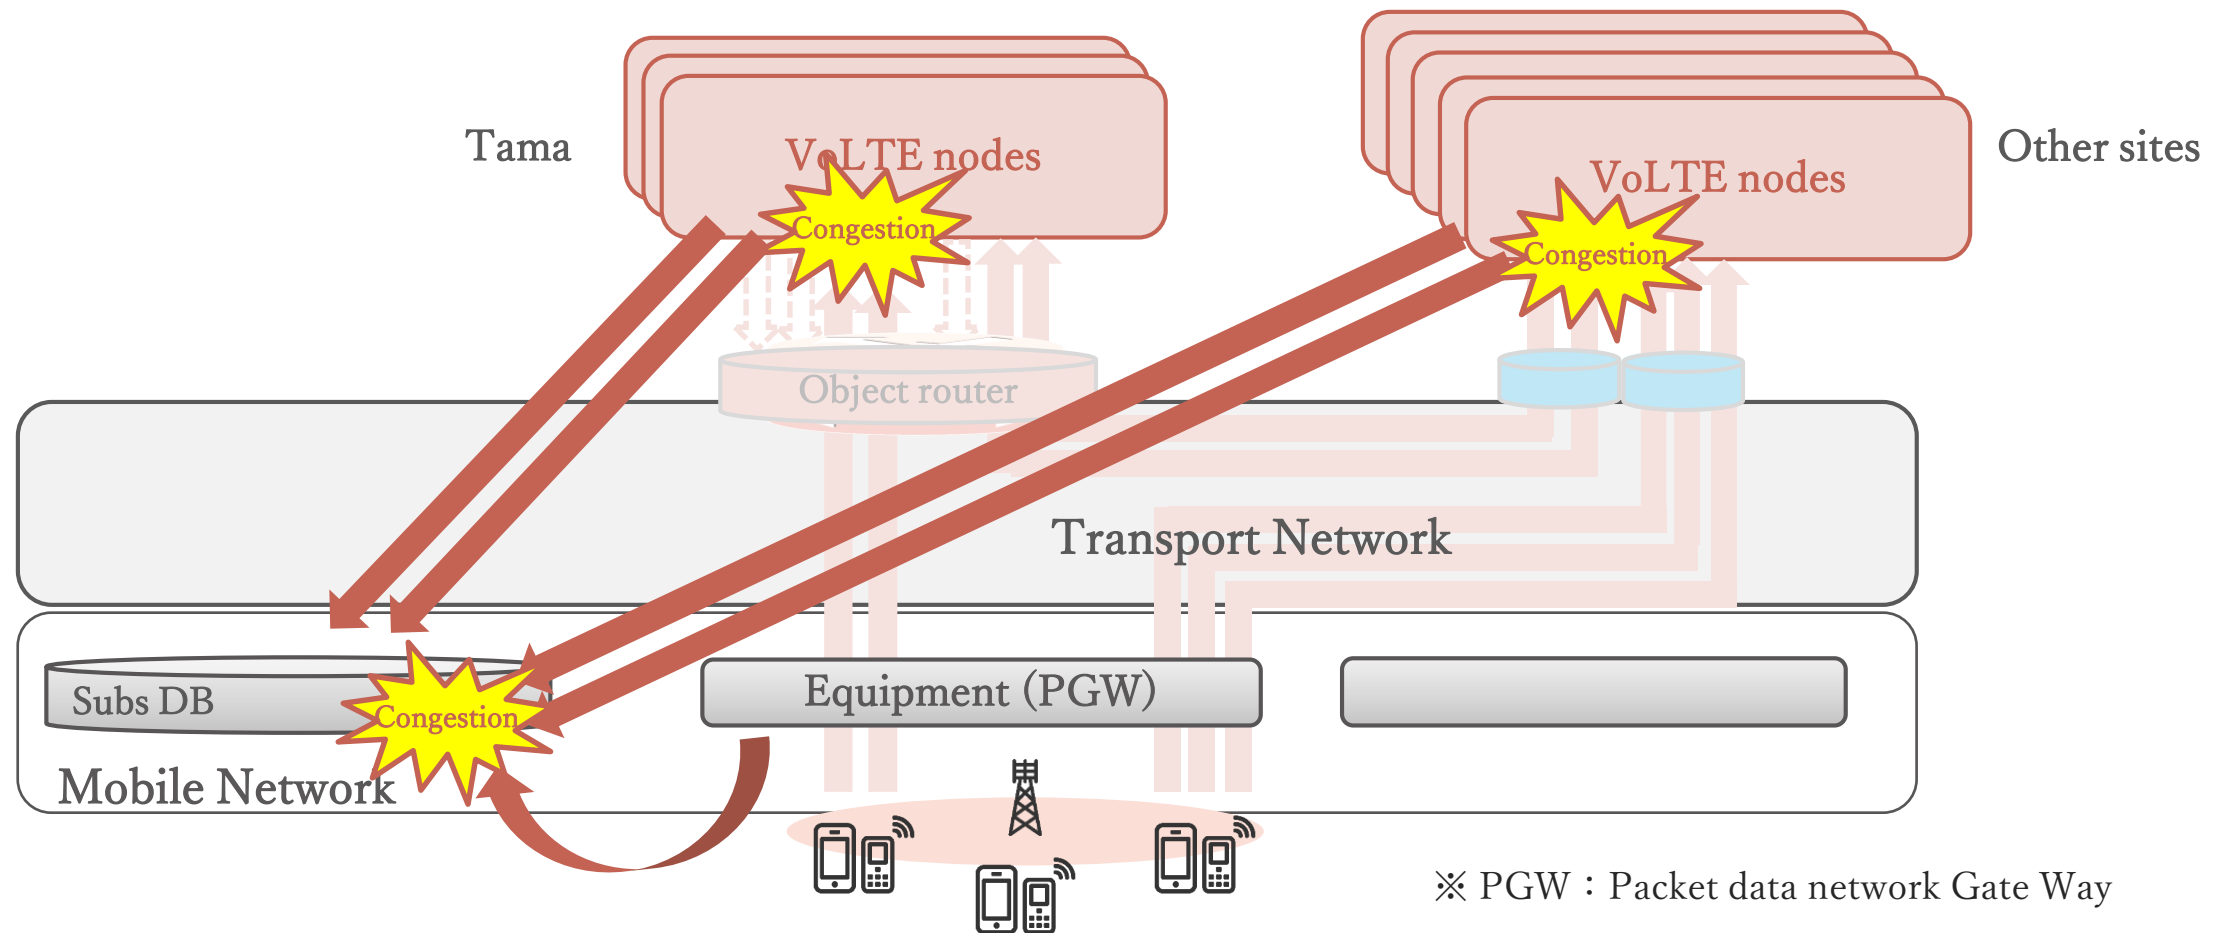 Tama
VoLTE nodes
Congestion
VoLTE nodes
Congestion
Other sites
Object router
Transport Network
Subs DB
Congestion
Equipment (PGW)
Mobile Network
※ PGW：Packet data network Gate Way